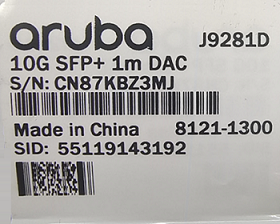 aruba J9281D
10G SFP+ 1m DAC
S/N: CN87KBZ3MJ
Made in China 8121-1300
SID: 55119143192